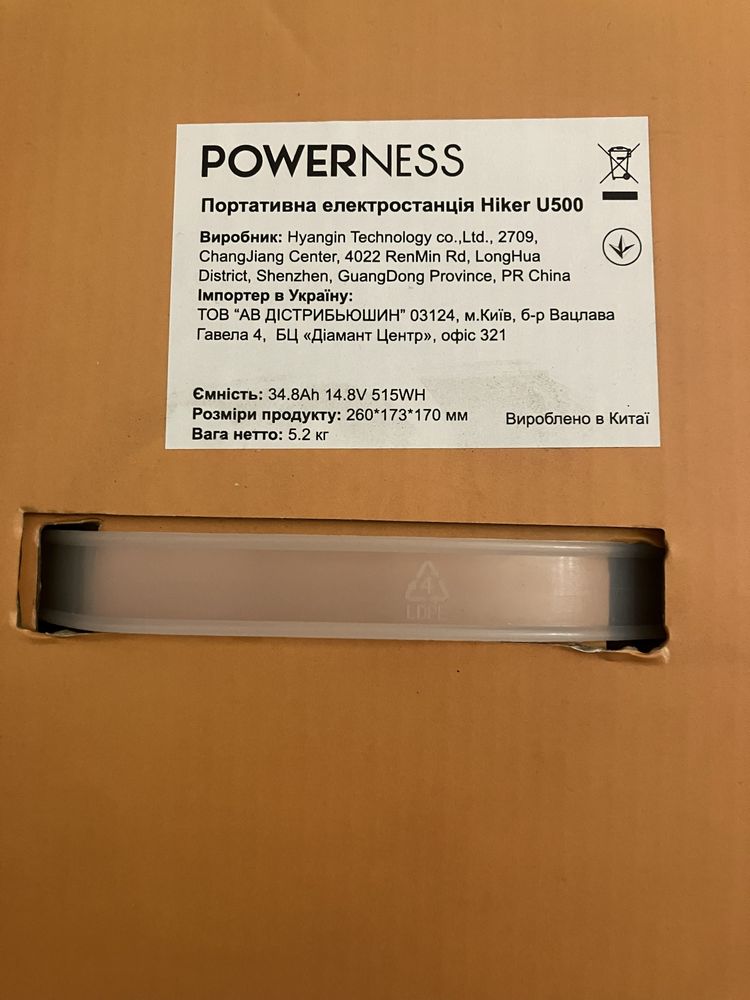 POWERNESS
Портативна електростанція Hiker U500
Виробник: Hyangin Technology co.,Ltd., 2709,
ChangJiang Center, 4022 RenMin Rd, LongHua
District, Shenzhen, GuangDong Province, PR China
Імпортер в Україну:
ТОВ "АВ ДІСТРИБЬЮШИН" 03124, м.Київ, б-р Вацлава
Гавела 4, БЦ «Діамант Центр», офіс 321
Ємність: 34.8Ah 14.8V 515WH
Розміри продукту: 260*173*170 мм
Вага нетто: 5.2 кг
Вироблено в Китаї
4
LDPE